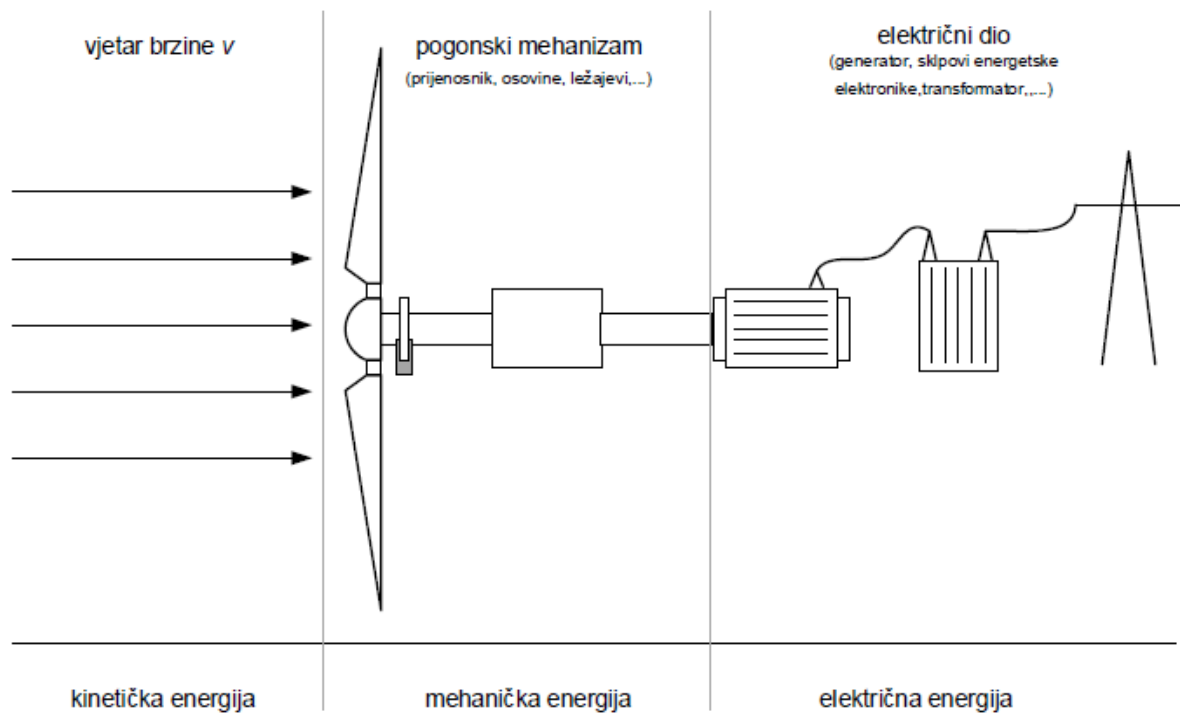 vjetar brzine v
pogonski mehanizam
(prijenosnik, osovine, ležajevi,...)
električni dio
(generator, sklpovi energetske
elektronike,transformator,,...)
kinetička energija
mehanička energija
električna energija